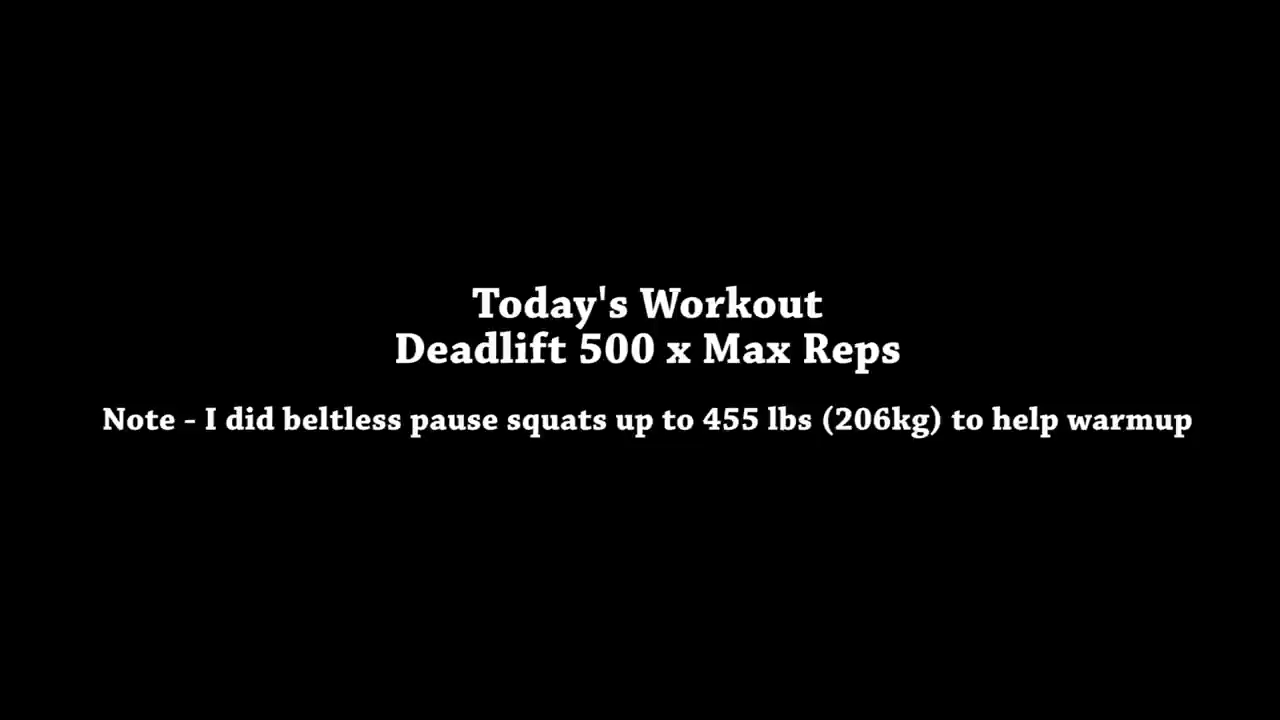 Today's Workout
Deadlift 500 x Max Reps
Note - I did beltless pause squats up to 455 lbs (206kg) to help warmup